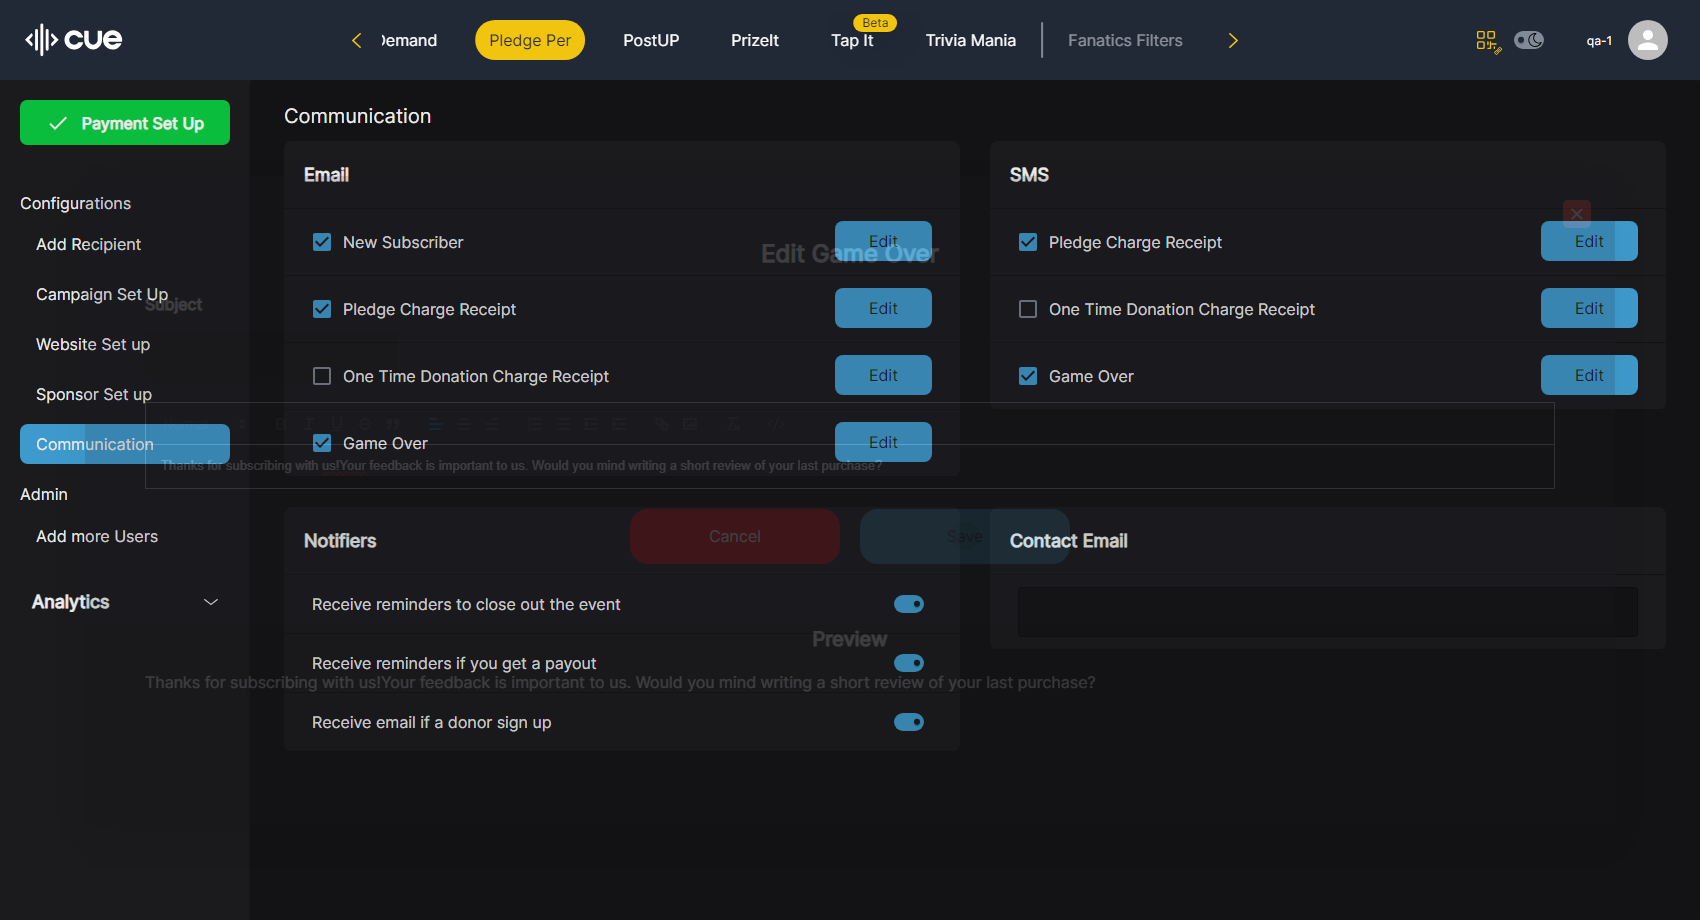 cue
Demand
Pledge Per
PostUP
PrizeIt
Beta
Tap It
Trivia Mania
Fanatics Filters
qa-1
Payment Set Up
Configurations
Add Recipient
Campaign Set Up
Website Set up
Sponsor Set up
Communication
Admin
Add more Users
Analytics
Communication
Email
New Subscriber
Edit
Pledge Charge Receipt
Edit
One Time Donation Charge Receipt
Edit
Game Over
Edit
SMS
Pledge Charge Receipt
Edit
One Time Donation Charge Receipt
Edit
Game Over
Edit
Notifiers
Receive reminders to close out the event
Receive reminders if you get a payout
Receive email if a donor sign up
Contact Email
Edit Game Over
Subject
Thanks for subscribing with us!Your feedback is important to us. Would you mind writing a short review of your last purchase?
Cancel
Save
Preview
Thanks for subscribing with us!Your feedback is important to us. Would you mind writing a short review of your last purchase?